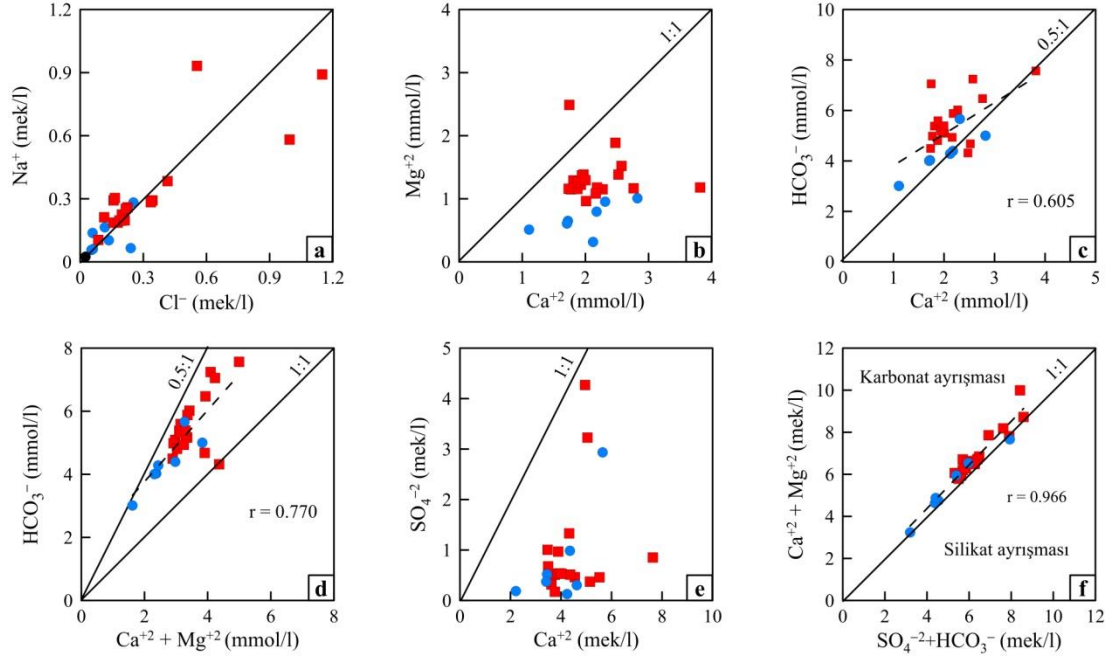 1.2
0.9
0.6
0.3
0
Na⁺ (mek/l)
0.3 0.6 0.9 1.2
Cl⁻ (mek/l)
a
4
3
2
1
0
Mg⁺² (mmol/l)
1:1
0 1 2 3 4
Ca⁺² (mmol/l)
b
10
8
6
4
2
0
HCO₃⁻ (mmol/l)
0.5:1
r = 0.605
0 1 2 3 4 5
Ca⁺² (mmol/l)
c
8
6
4
2
0
HCO₃⁻ (mmol/l)
0.5:1
1:1
r = 0.770
0 2 4 6 8
Ca⁺² + Mg⁺² (mmol/l)
d
5
4
3
2
1
0
SO₄⁻² (mek/l)
1:1
0 2 4 6 8 10
Ca⁺² (mek/l)
e
12
10
8
6
4
2
0
Ca⁺² + Mg⁺² (mek/l)
Karbonat ayrışması
1:1
r = 0.966
Silikat ayrışması
0 2 4 6 8 10 12
SO₄⁻²+HCO₃⁻ (mek/l)
f